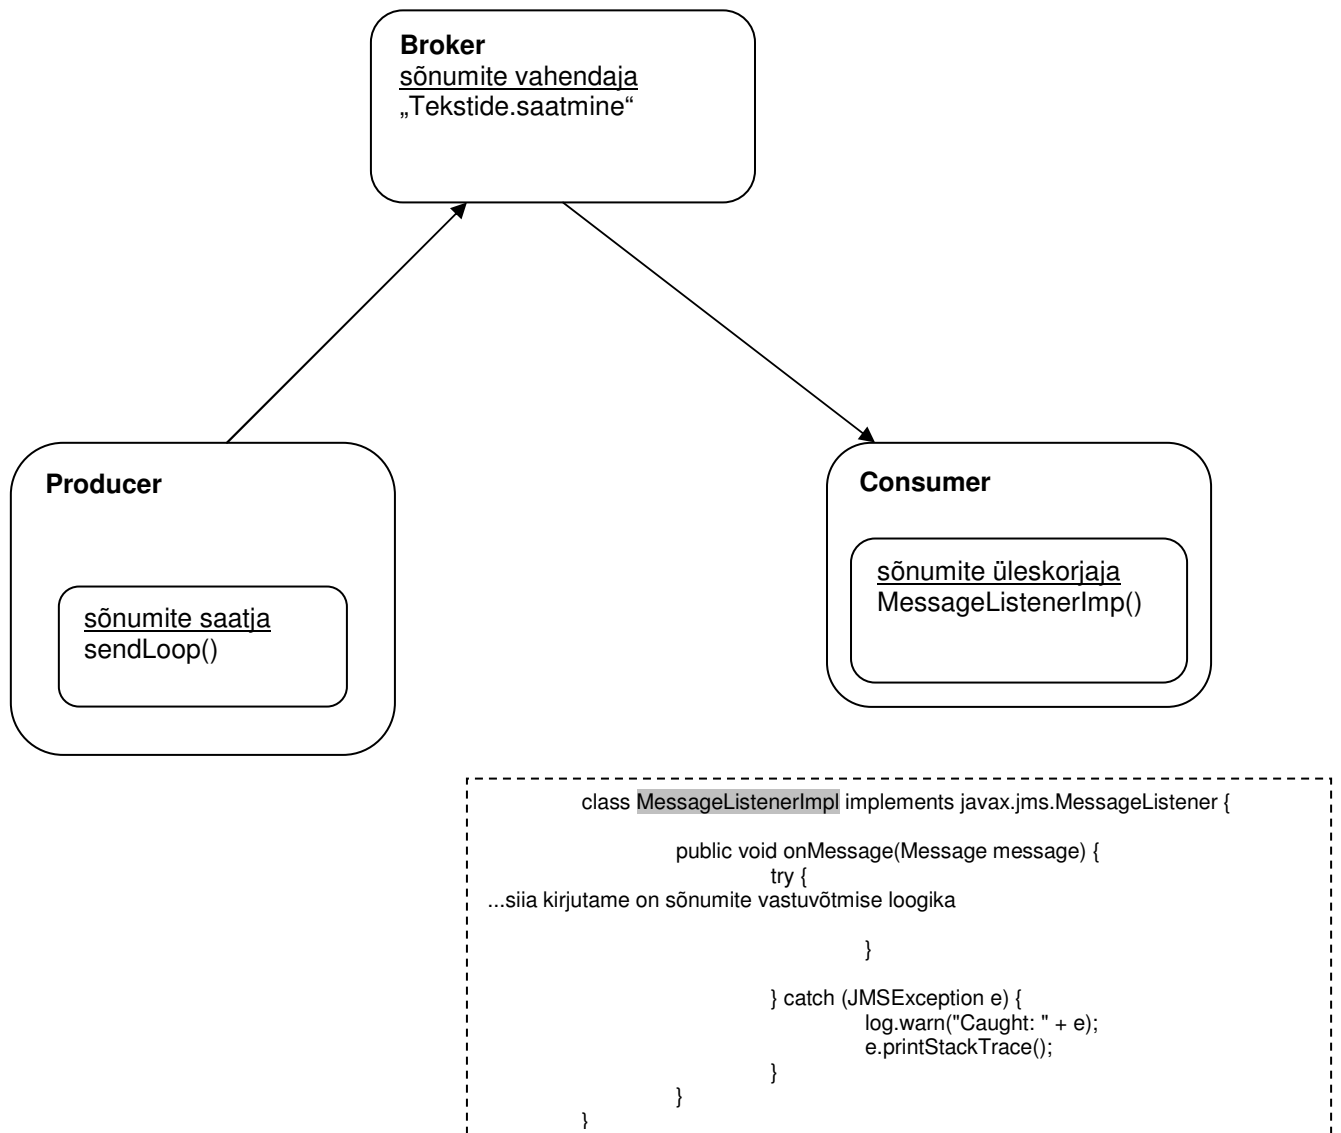 Broker
sõnumite vahendaja
„Tekstide.saatmine“
Producer
sõnumite saatja
sendLoop()
Consumer
sõnumite üleskorjaja
MessageListenerImp()
class MessageListenerImpl implements javax.jms.MessageListener {
public void onMessage(Message message) {
try {
...siia kirjutame on sõnumite vastuvõtmise loogika
}
} catch (JMSException e) {
log.warn("Caught: " + e);
e.printStackTrace();
}
}
}